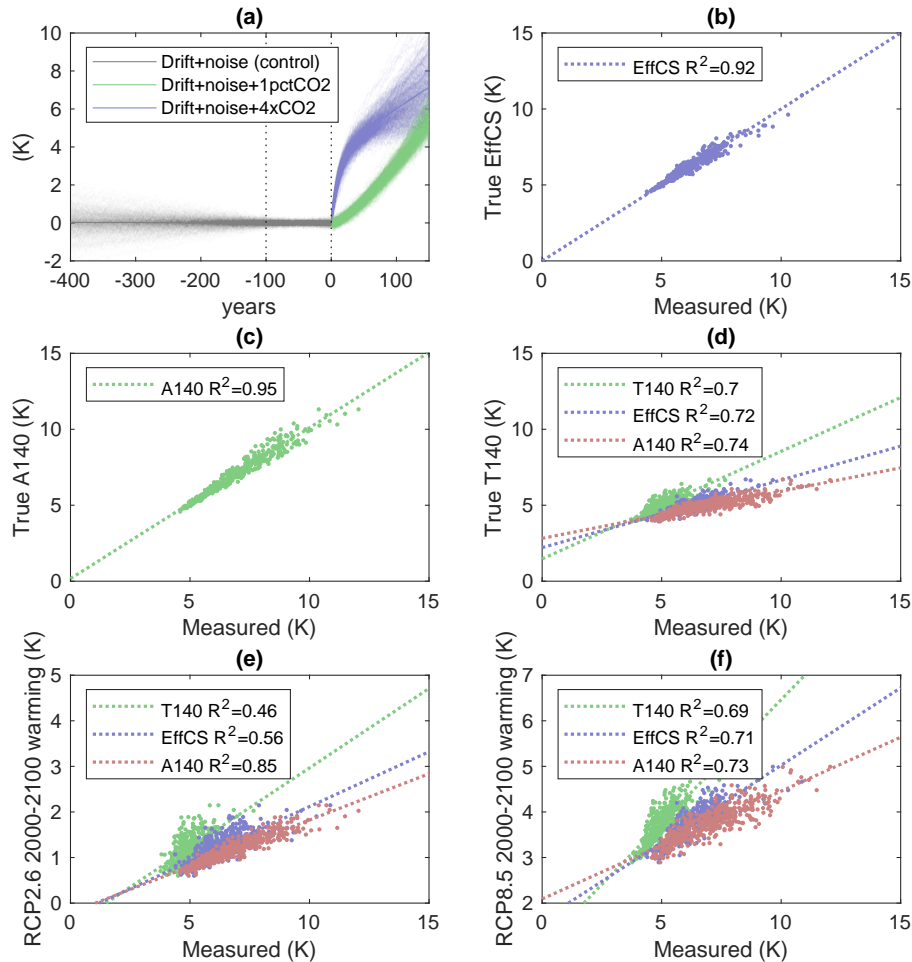 (a)
10
8
6
4
2
0
-2
(K)
Drift+noise (control)
Drift+noise+1pctCO2
Drift+noise+4xCO2
-400 -300 -200 -100 0 100
years
(b)
15
10
5
0
True EffCS (K)
EffCS R²=0.92
0 5 10 15
Measured (K)
(c)
15
10
5
0
True A140 (K)
A140 R²=0.95
0 5 10 15
Measured (K)
(d)
15
10
5
0
True T140 (K)
T140 R²=0.7
EffCS R²=0.72
A140 R²=0.74
0 5 10 15
Measured (K)
(e)
5
4
3
2
1
0
RCP2.6 2000-2100 warming (K)
T140 R²=0.46
EffCS R²=0.56
A140 R²=0.85
0 5 10 15
Measured (K)
(f)
7
6
5
4
3
2
RCP8.5 2000-2100 warming (K)
T140 R²=0.69
EffCS R²=0.71
A140 R²=0.73
0 5 10 15
Measured (K)